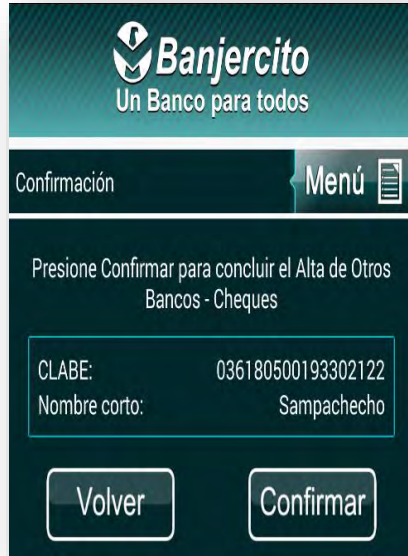 Banjercito
Un Banco para todos
Confirmación
Menú
Presione Confirmar para concluir el Alta de Otros
Bancos - Cheques
CLABE: 036180500193302122
Nombre corto: Sampachecho
Volver
Confirmar